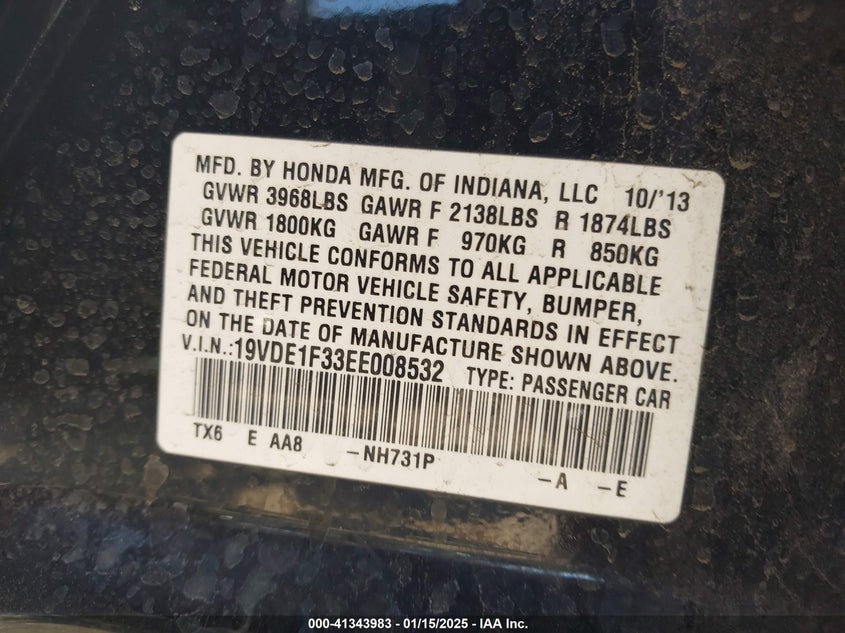 MFD. BY HONDA MFG. OF INDIANA, LLC 10/'13
GVWR 3968LBS GAWR F 2138LBS R 1874LBS
GVWR 1800KG GAWR F 970KG R 850KG
THIS VEHICLE CONFORMS TO ALL APPLICABLE
FEDERAL MOTOR VEHICLE SAFETY, BUMPER,
AND THEFT PREVENTION STANDARDS IN EFFECT
ON THE DATE OF MANUFACTURE SHOWN ABOVE.
V.I.N.:19VDE1F33EE008532 TYPE: PASSENGER CAR
TX6 E AA8 -NH731P -A -E
000-41343983 - 01/15/2025 - IAA Inc.